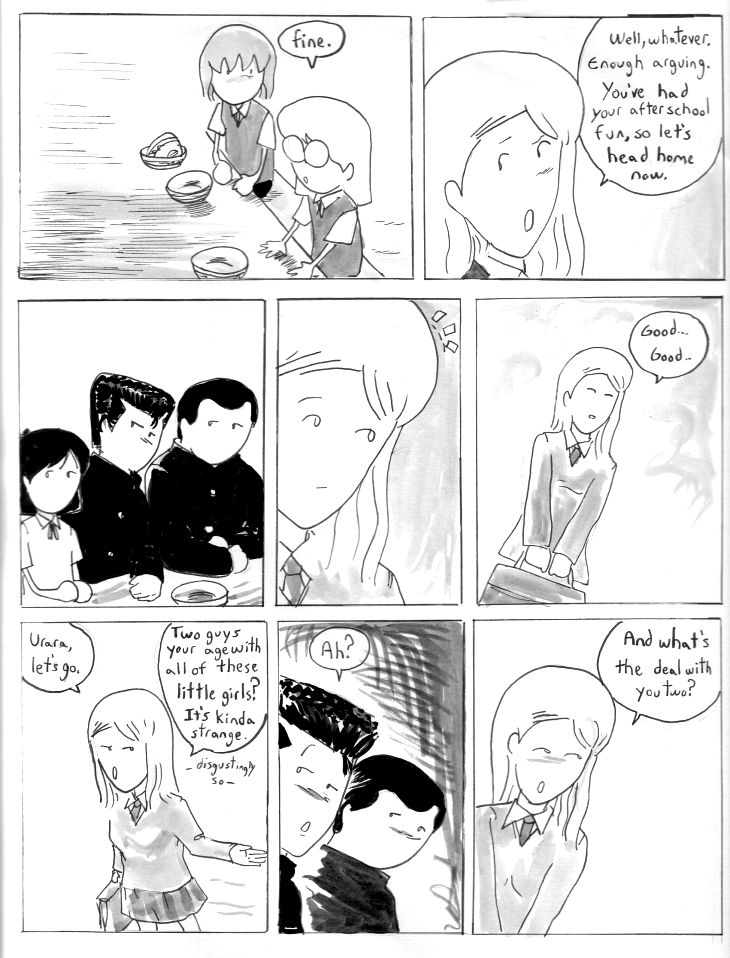 Well, whatever.
Enough arguing.
You've had
your afterschool
fun, so let's
head home
now.
fine.
Good...
Good..
And what's
the deal with
you two?
Ah?
Two guys
your age with
all of these
little girls?
It's kinda
strange.
- disgustingly
so -
Urara,
let's go.